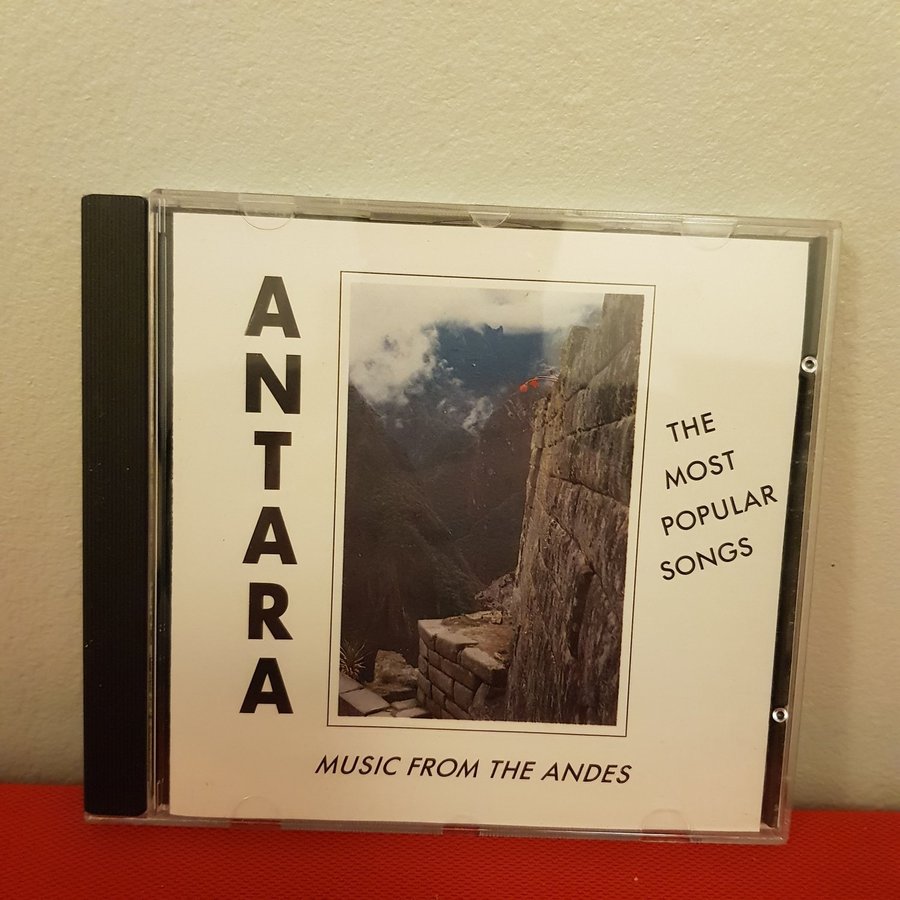 ANTARA
THE
MOST
POPULAR
SONGS
MUSIC FROM THE ANDES